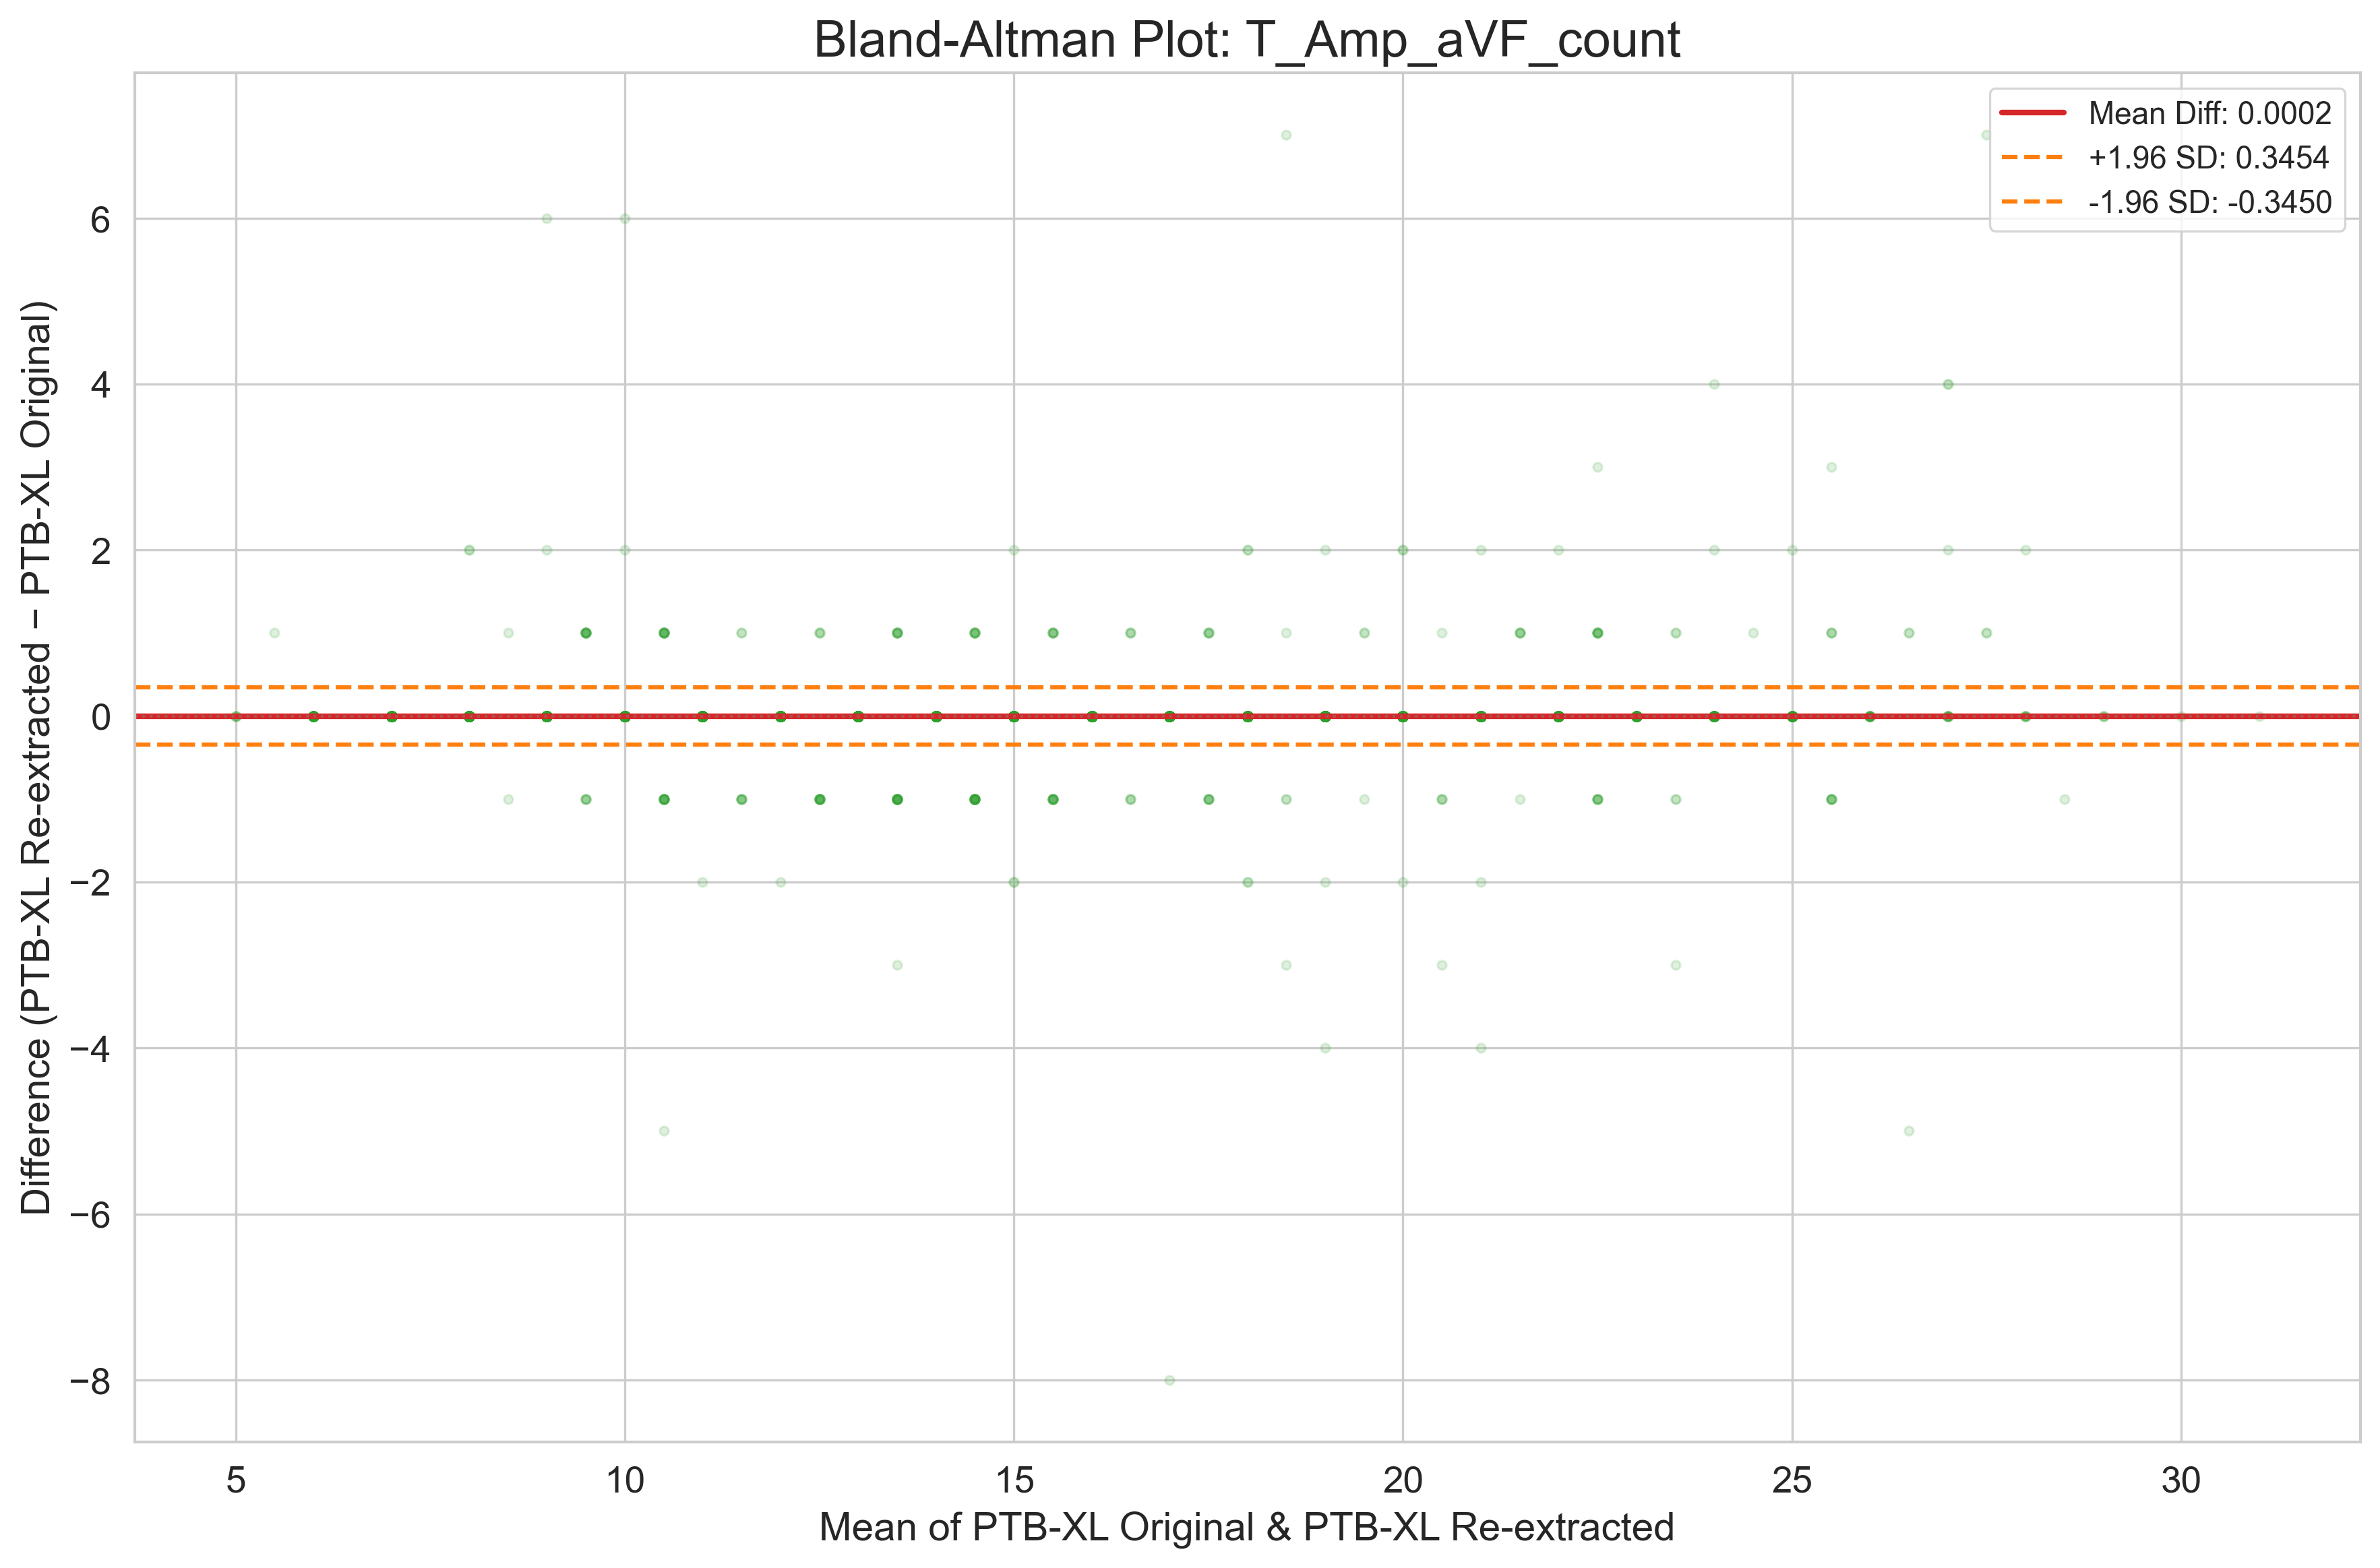 Bland-Altman Plot: T_Amp_aVF_count
Mean Diff: 0.0002
+1.96 SD: 0.3454
-1.96 SD: -0.3450
Difference (PTB-XL Re-extracted − PTB-XL Original)
6
4
2
0
−2
−4
−6
−8
5 10 15 20 25 30
Mean of PTB-XL Original & PTB-XL Re-extracted